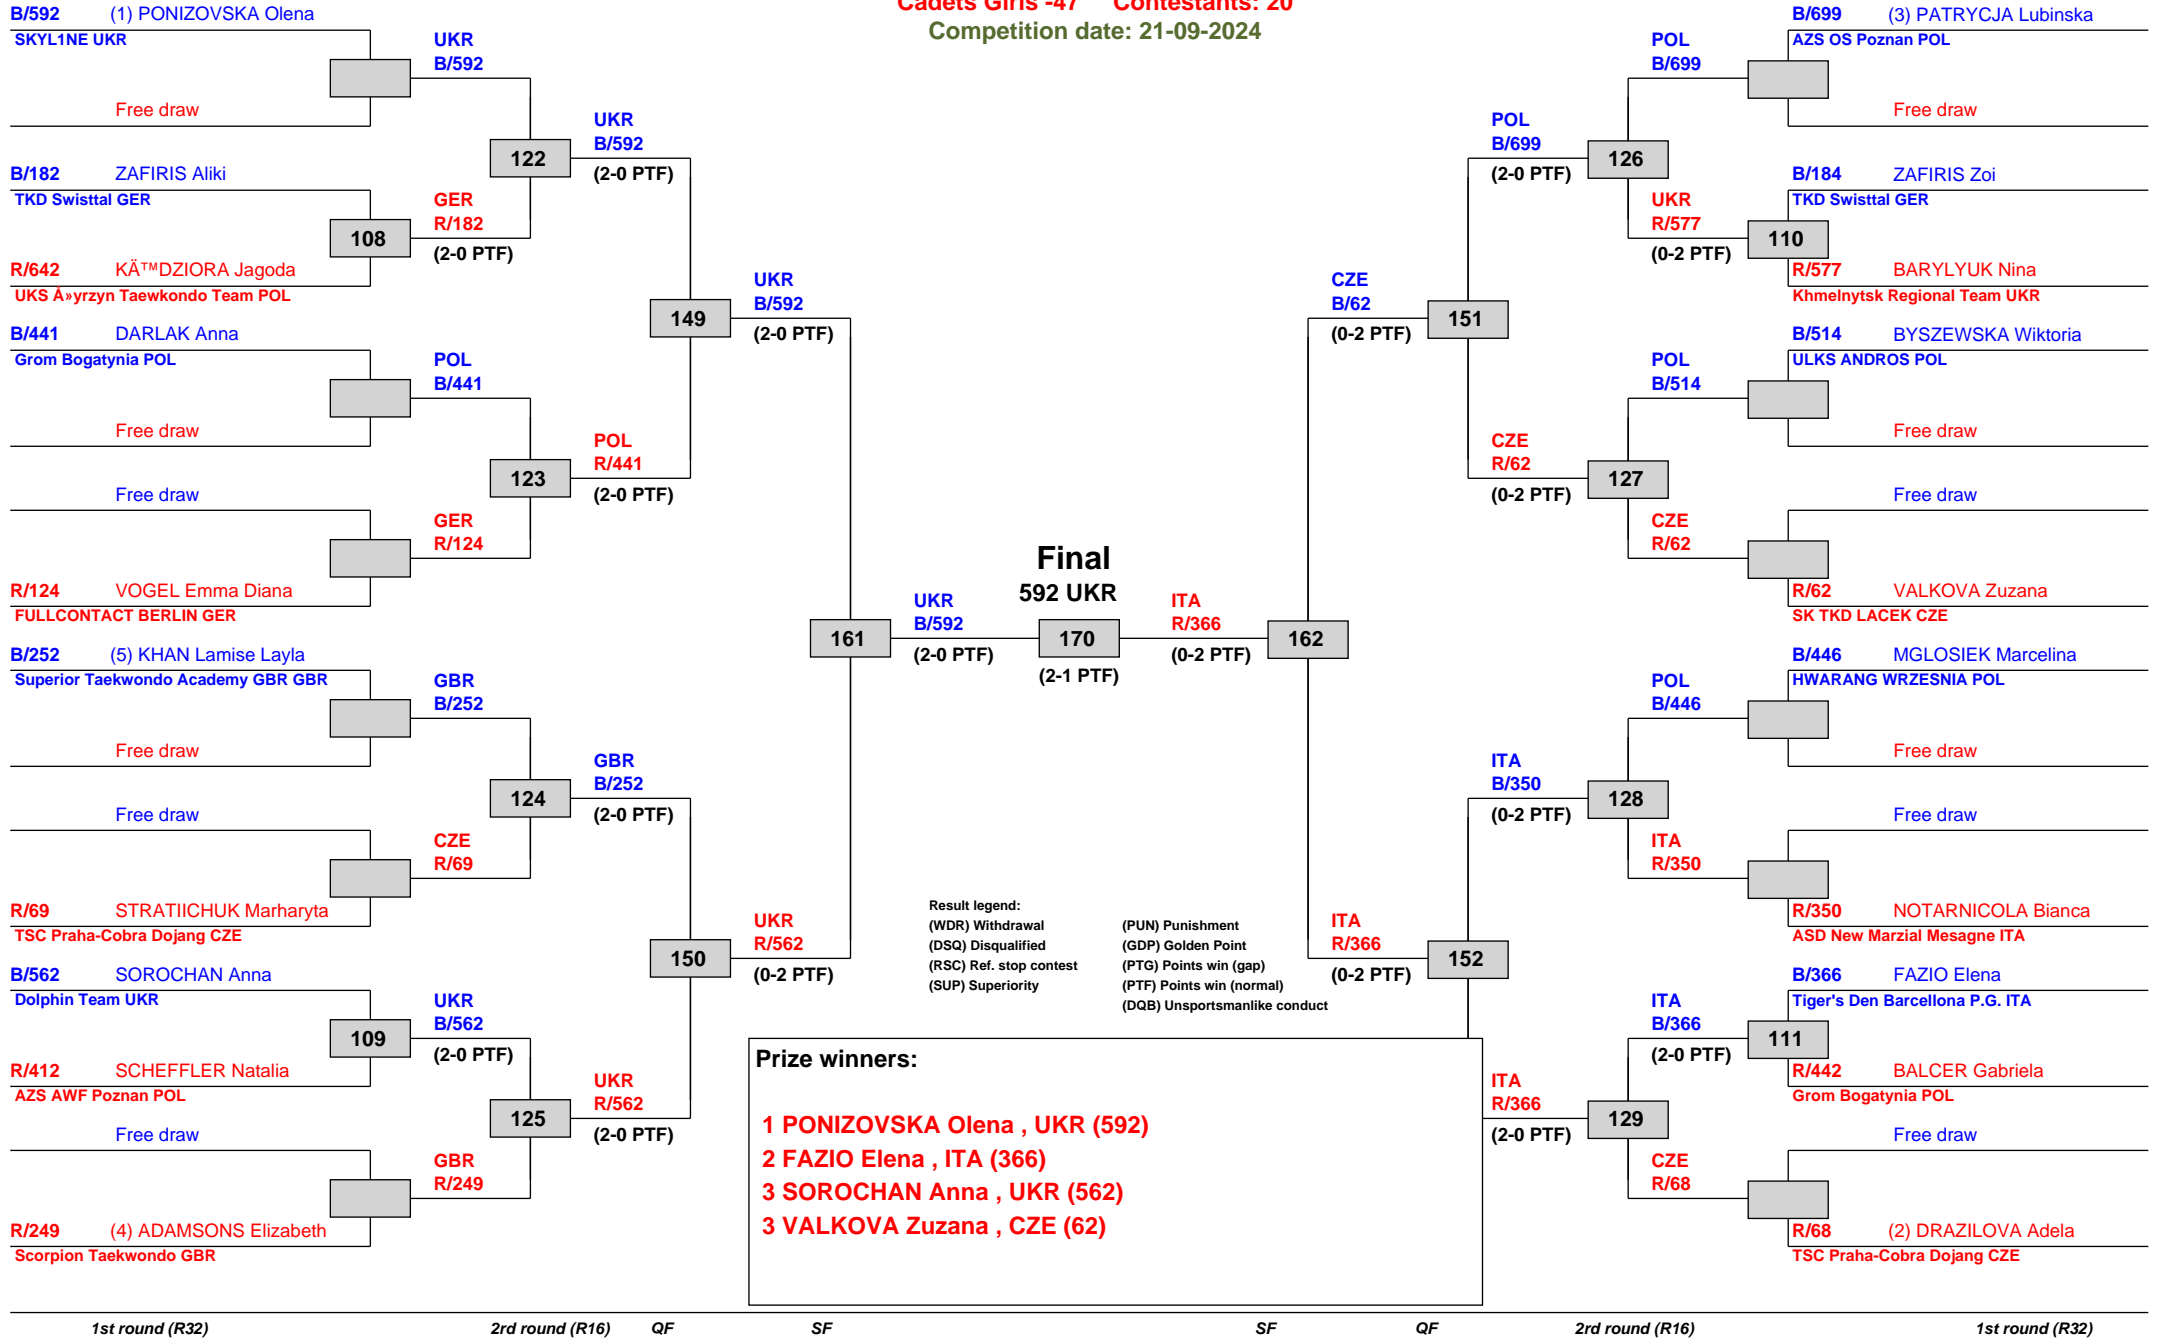 Cadets Girls -47 Contestants: 20
Competition date: 21-09-2024
B/592 (1) PONIZOVSKA Olena
SKYL1NE UKR
Free draw
B/182 ZAFIRIS Aliki
TKD Swisttal GER
108
R/642 KÄ™DZIORA Jagoda
UKS Å»yrzyn Taewkondo Team POL
B/441 DARLAK Anna
Grom Bogatynia POL
Free draw
Free draw
R/124 VOGEL Emma Diana
FULLCONTACT BERLIN GER
B/252 (5) KHAN Lamise Layla
Superior Taekwondo Academy GBR GBR
Free draw
Free draw
R/69 STRATIICHUK Marharyta
TSC Praha-Cobra Dojang CZE
B/562 SOROCHAN Anna
Dolphin Team UKR
109
R/412 SCHEFFLER Natalia
AZS AWF Poznan POL
Free draw
R/249 (4) ADAMSONS Elizabeth
Scorpion Taekwondo GBR
UKR
B/592
122
GER
R/182
(2-0 PTF)
POL
B/441
123
GER
R/124
GBR
B/252
124
CZE
R/69
UKR
B/562
(2-0 PTF)
125
GBR
R/249
UKR
B/592
(2-0 PTF)
149
POL
R/441
(2-0 PTF)
GBR
B/252
(2-0 PTF)
150
UKR
R/562
(2-0 PTF)
UKR
B/592
(2-0 PTF)
161
UKR
R/562
(0-2 PTF)
UKR
B/592
(2-0 PTF)
Final
592 UKR
170
(2-1 PTF)
ITA
R/366
(0-2 PTF)
162
CZE
B/62
(0-2 PTF)
ITA
R/366
(0-2 PTF)
POL
B/699
(2-0 PTF)
151
CZE
R/62
(0-2 PTF)
ITA
B/350
(0-2 PTF)
152
ITA
R/366
(2-0 PTF)
POL
B/699
126
UKR
R/577
(0-2 PTF)
POL
B/514
127
CZE
R/62
POL
B/446
128
ITA
R/350
ITA
B/366
(2-0 PTF)
129
CZE
R/68
B/699 (3) PATRYCJA Lubinska
AZS OS Poznan POL
Free draw
B/184 ZAFIRIS Zoi
TKD Swisttal GER
110
R/577 BARYLYUK Nina
Khmelnytsk Regional Team UKR
B/514 BYSZEWSKA Wiktoria
ULKS ANDROS POL
Free draw
Free draw
R/62 VALKOVA Zuzana
SK TKD LACEK CZE
B/446 MGLOSIEK Marcelina
HWARANG WRZESNIA POL
Free draw
Free draw
R/350 NOTARNICOLA Bianca
ASD New Marzial Mesagne ITA
B/366 FAZIO Elena
Tiger's Den Barcellona P.G. ITA
111
R/442 BALCER Gabriela
Grom Bogatynia POL
Free draw
R/68 (2) DRAZILOVA Adela
TSC Praha-Cobra Dojang CZE
Result legend:
(WDR) Withdrawal (PUN) Punishment
(DSQ) Disqualified (GDP) Golden Point
(RSC) Ref. stop contest (PTG) Points win (gap)
(SUP) Superiority (PTF) Points win (normal)
(DQB) Unsportsmanlike conduct
Prize winners:
1 PONIZOVSKA Olena , UKR (592)
2 FAZIO Elena , ITA (366)
3 SOROCHAN Anna , UKR (562)
3 VALKOVA Zuzana , CZE (62)
1st round (R32) 2rd round (R16) QF SF SF QF 2rd round (R16) 1st round (R32)